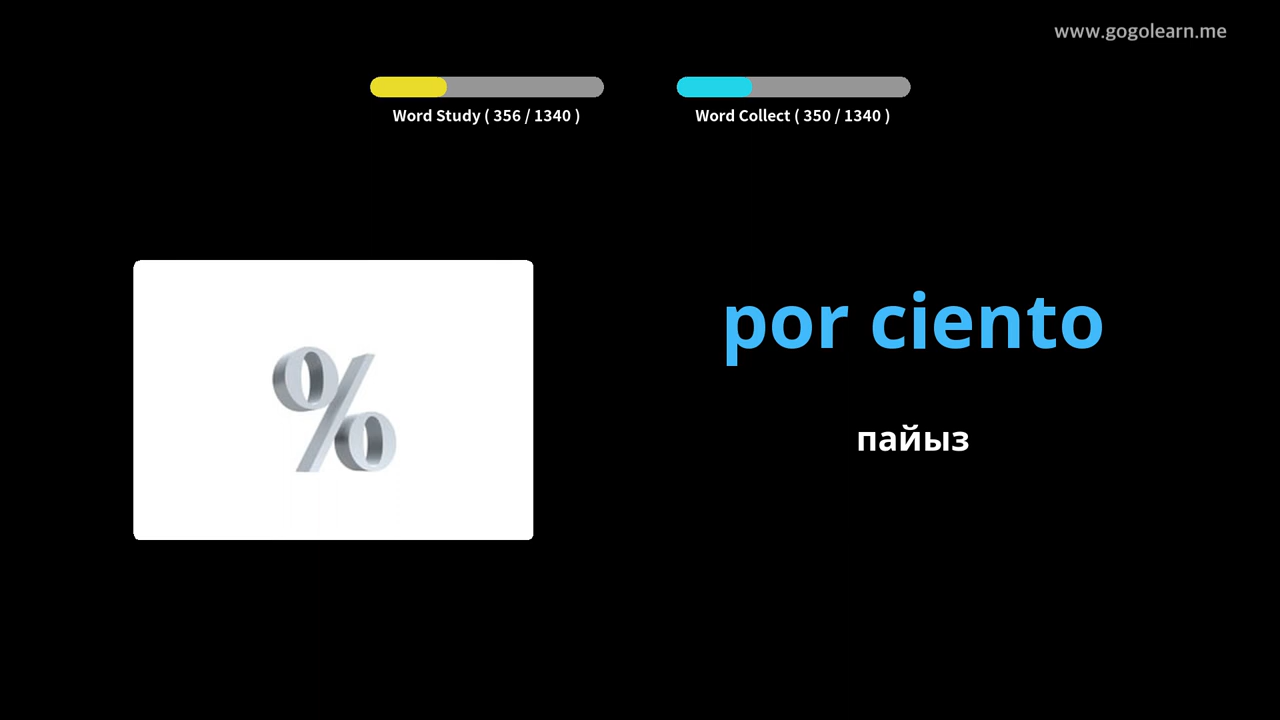 www.gogolearn.me
Word Study ( 356 / 1340 )
Word Collect ( 350 / 1340 )
%
por ciento
пайыз